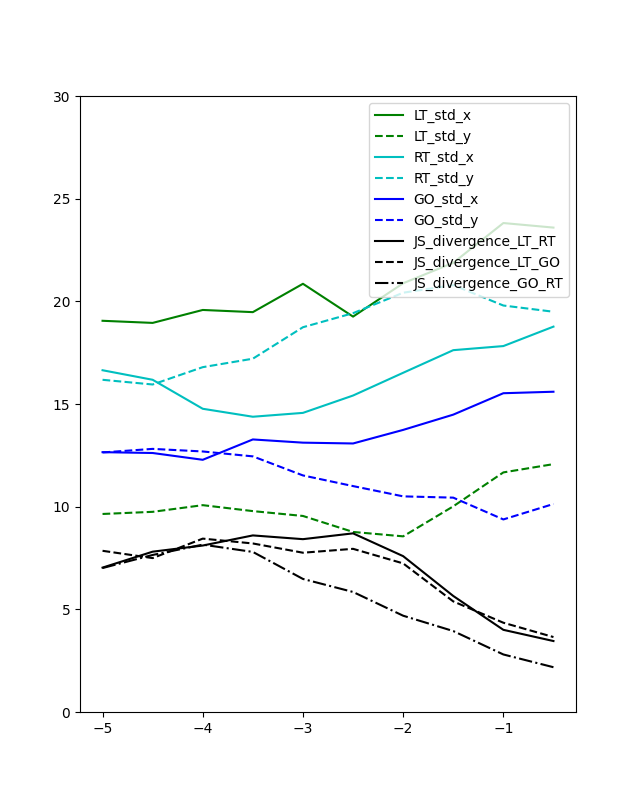 30
25
20
15
10
5
0
−5
−4
−3
−2
−1
LT_std_x
LT_std_y
RT_std_x
RT_std_y
GO_std_x
GO_std_y
JS_divergence_LT_RT
JS_divergence_LT_GO
JS_divergence_GO_RT